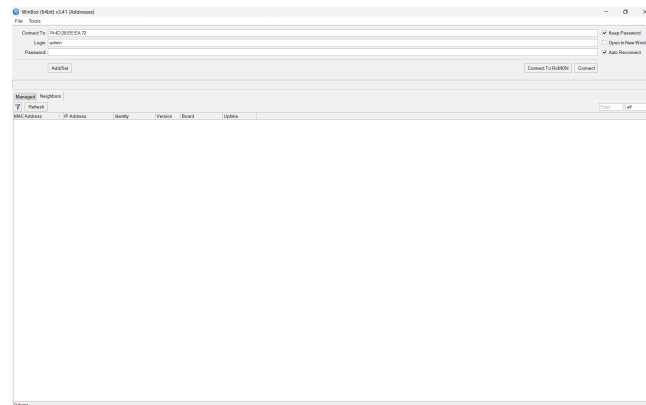 WinBox (64bit) v3.41 (Addresses)
File Tools
Connect To: 74:4D:28:EE:EA:72
Keep Password
Login: admin
Open In New Wind
Password:
Auto Reconnect
Add/Set
Connect To RoMON
Connect
Managed Neighbors
Refresh
Find
all
MAC Address IP Address Identity Version Board Uptime